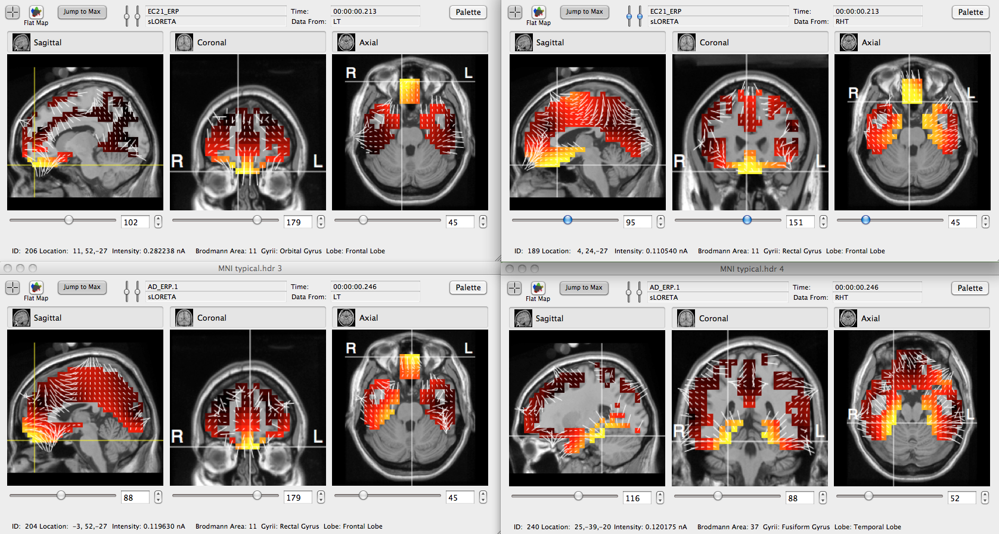 Jump to Max
EC21_ERP
Time:
00:00:00.213
Palette
Flat Map
sLORETA
Data From:
LT
Sagittal
Coronal
Axial
R
L
R
L
102
179
45
ID: 206 Location: 11, 52,-27 Intensity: 0.282238 nA Brodmann Area: 11 Gyrii: Orbital Gyrus Lobe: Frontal Lobe
Jump to Max
EC21_ERP
Time:
00:00:00.213
Palette
Flat Map
sLORETA
Data From:
RHT
Sagittal
Coronal
Axial
R
L
R
L
95
151
45
ID: 189 Location: 4, 24,-27 Intensity: 0.110540 nA Brodmann Area: 11 Gyrii: Rectal Gyrus Lobe: Frontal Lobe
MNI typical.hdr 3
Jump to Max
AD_ERP.1
Time:
00:00:00.246
Palette
Flat Map
sLORETA
Data From:
LT
Sagittal
Coronal
Axial
R
L
R
L
88
179
45
ID: 204 Location: -3, 52,-27 Intensity: 0.119630 nA Brodmann Area: 11 Gyrii: Rectal Gyrus Lobe: Frontal Lobe
MNI typical.hdr 4
Jump to Max
AD_ERP.1
Time:
00:00:00.246
Palette
Flat Map
sLORETA
Data From:
RHT
Sagittal
Coronal
Axial
R
L
R
L
116
88
52
ID: 240 Location: 25,-39,-20 Intensity: 0.120175 nA Brodmann Area: 37 Gyrii: Fusiform Gyrus Lobe: Temporal Lobe